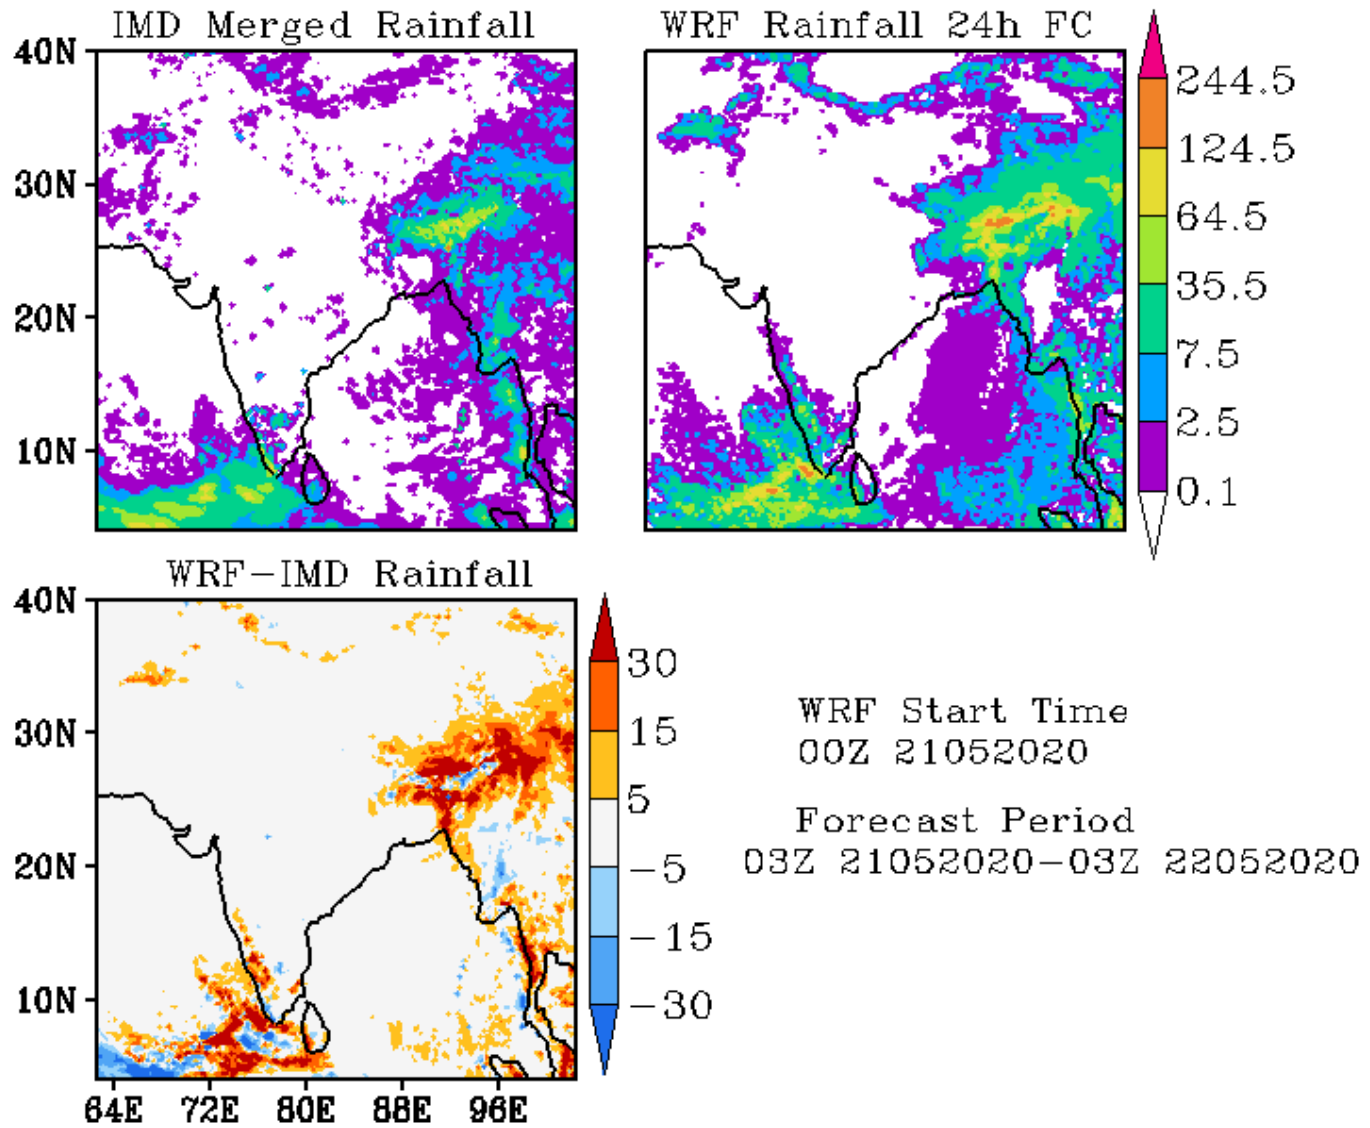 IMD Merged Rainfall
WRF Rainfall 24h FC
40N
30N
20N
10N
244.5
124.5
64.5
35.5
7.5
2.5
0.1
WRF-IMD Rainfall
40N
30N
20N
10N
64E 72E 80E 88E 96E
30
15
5
-5
-15
-30
WRF Start Time
00Z 21052020
Forecast Period
03Z 21052020-03Z 22052020